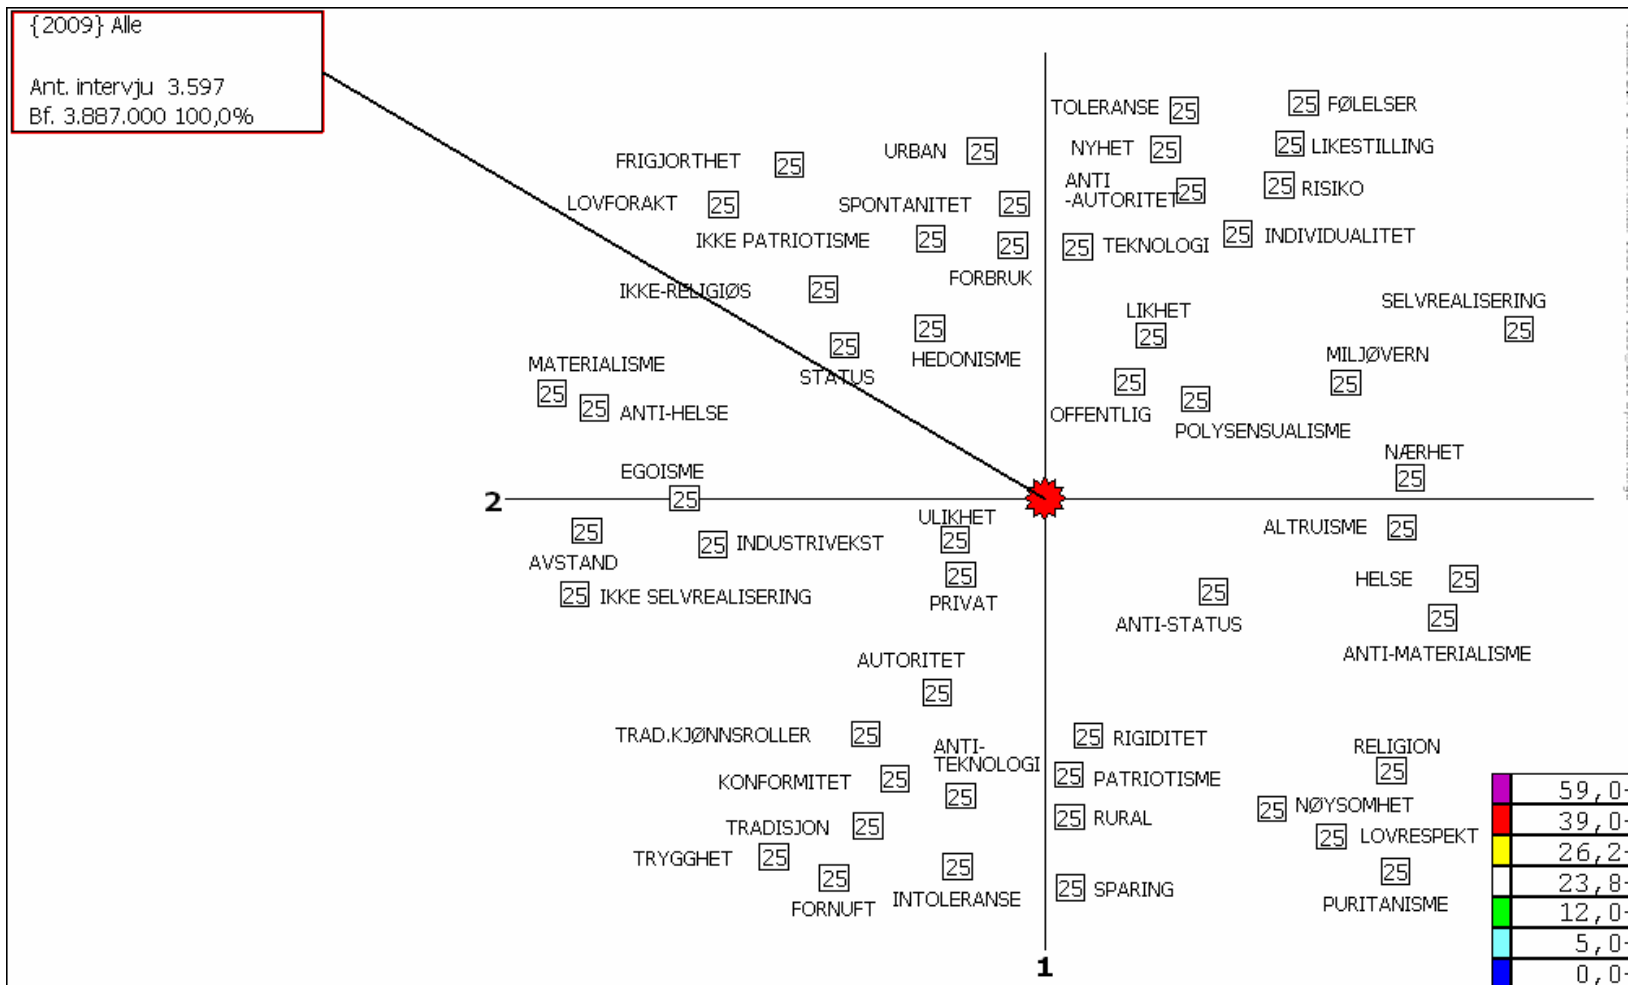 {2009} Alle
Ant. intervju 3.597
Bf. 3.887.000 100,0%
TOLERANSE 25
25 FØLELSER
FRIGJORTHET 25
URBAN 25
NYHET 25
25 LIKESTILLING
LOVFORAKT 25
SPONTANITET 25
ANTI
-AUTORITET 25
25 RISIKO
IKKE PATRIOTISME 25
25
FORBRUK
25 TEKNOLOGI
25 INDIVIDUALITET
IKKE-RELIGIØS 25
SELVREALISERING
25
LIKHET
25
25
HEDONISME
25
STATUS
MILJØVERN
25
MATERIALISME
25
25 ANTI-HELSE
25
OFFENTLIG
25
POLYSENSUALISME
NÆRHET
25
EGOISME
25
2
ULIKHET
25
ALTRUISME 25
25
AVSTAND
25 INDUSTRIVEKST
25
PRIVAT
HELSE 25
25 IKKE SELVREALISERING
25
ANTI-STATUS
25
ANTI-MATERIALISME
AUTORITET
25
TRAD.KJØNNSROLLER 25
25 RIGIDITET
RELIGION
25
KONFORMITET 25
ANTI-
TEKNOLOGI
25
25 PATRIOTISME
TRADISJON 25
25 RURAL
25 NØYSOMHET
25 LOVRESPEKT
TRYGGHET 25
25
FORNUFT
25
INTOLERANSE
25 SPARING
25
PURITANISME
1
59,0-
39,0-
26,2-
23,8-
12,0-
5,0-
0,0-